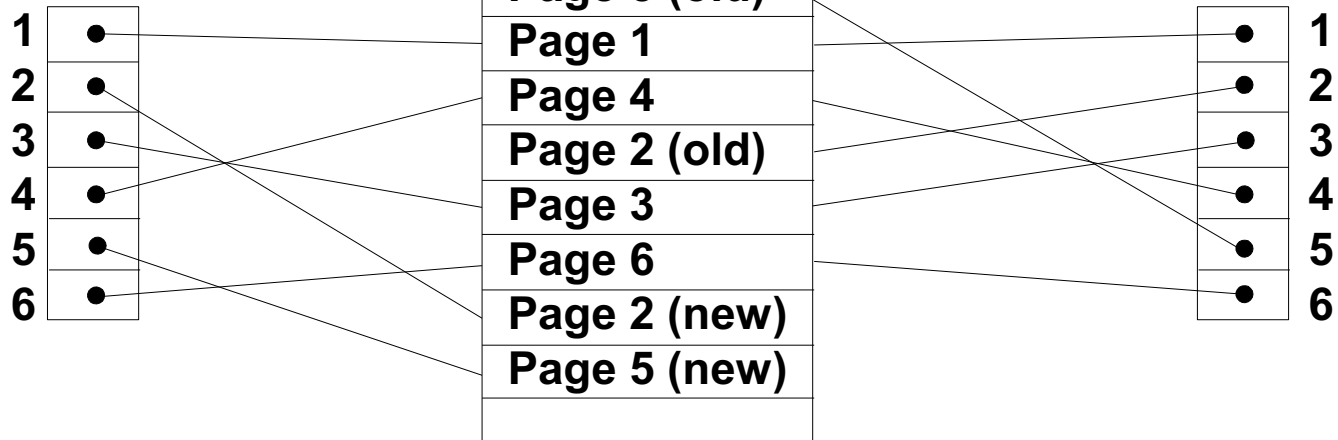 Page
1 Page 1 1
2 Page 4 2
3 Page 2 (old) 3
4 Page 3 4
5 Page 6 5
6 Page 2 (new) 6
Page 5 (new)